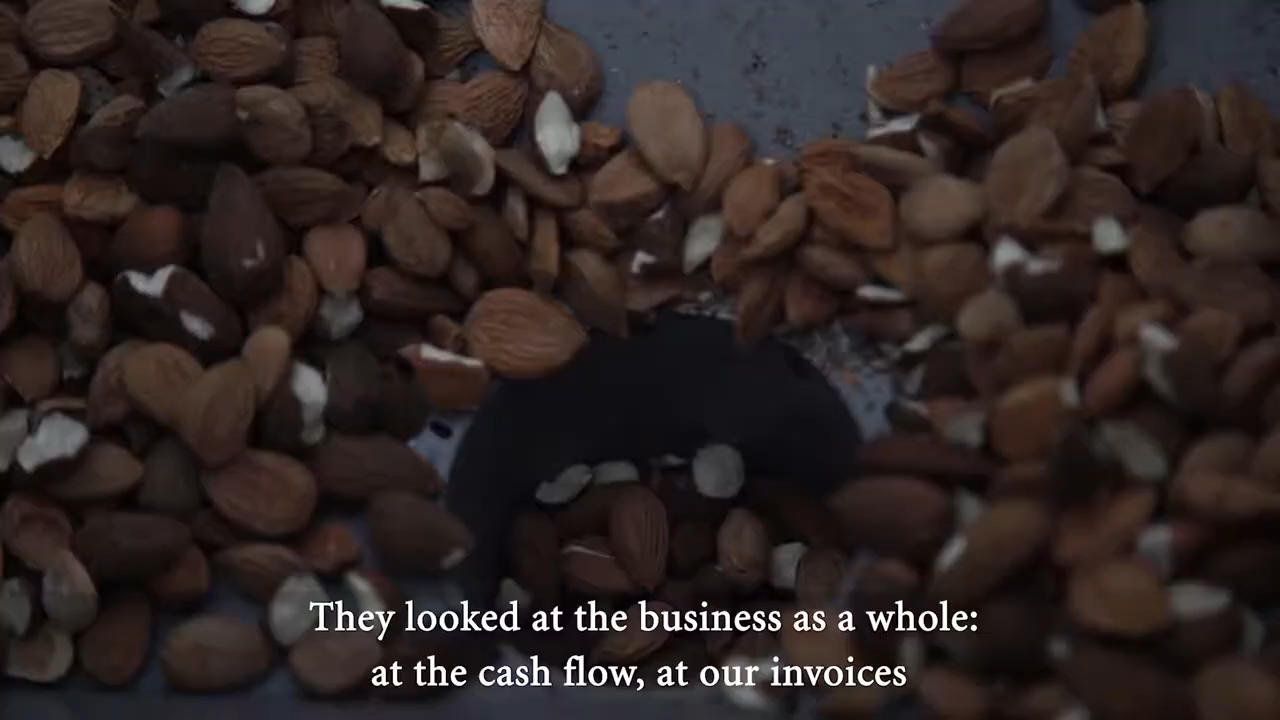 They looked at the business as a whole:
at the cash flow, at our invoices